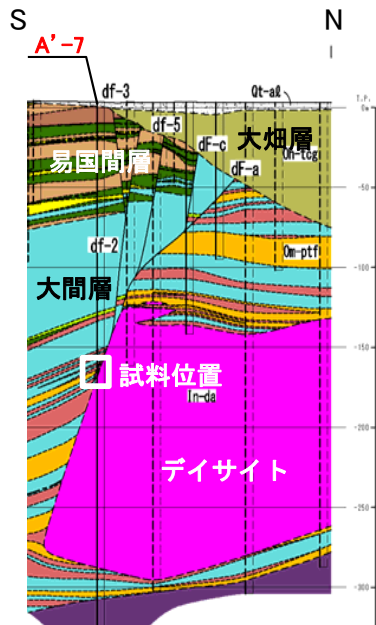 S
N
A'-7
df-3
Qt-al
T.P.
0m
df-5
df-c
大畑層
Oh-tcg
易国間層
dF-a
-50
df-2
Om-ptf
-100
大間層
-150
試料位置
In-da
-200
デイサイト
-250
-300